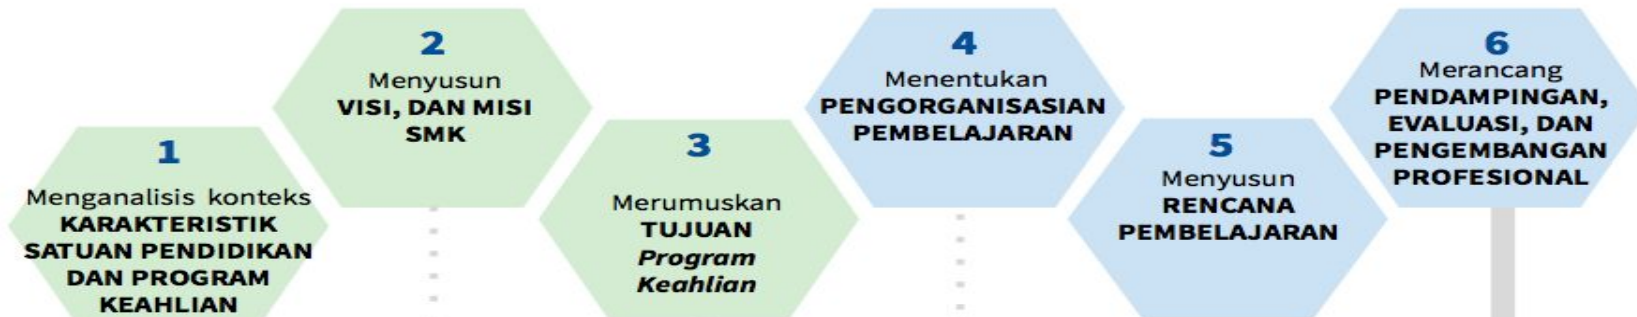 1
Menganalisis konteks
KARAKTERISTIK
SATUAN PENDIDIKAN
DAN PROGRAM
KEAHLIAN
2
Menyusun
VISI, DAN MISI
SMK
3
Merumuskan
TUJUAN
Program
Keahlian
4
Menentukan
PENGORGANISASIAN
PEMBELAJARAN
5
Menyusun
RENCANA
PEMBELAJARAN
6
Merancang
PENDAMPINGAN,
EVALUASI, DAN
PENGEMBANGAN
PROFESIONAL